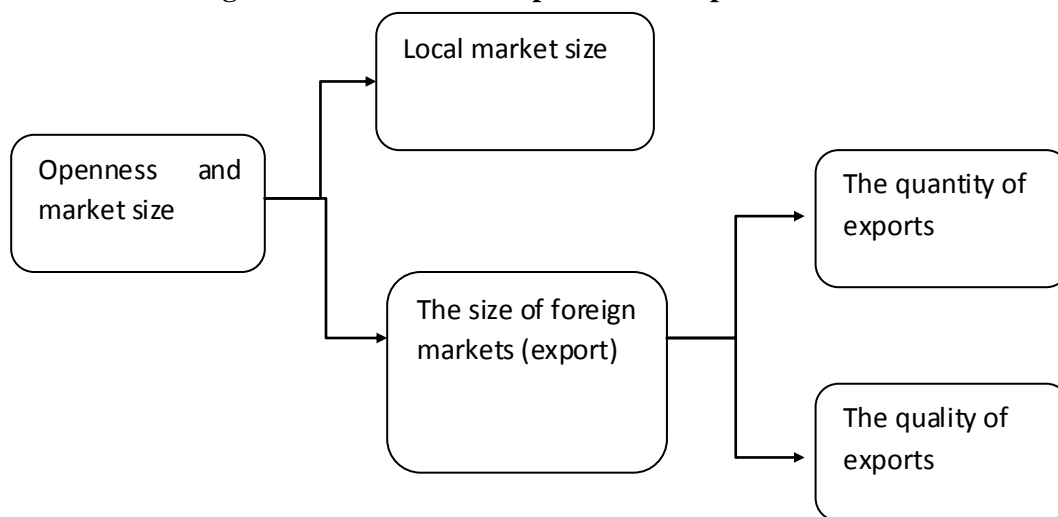 Local market size
Openness and
market size
The quantity of
exports
The size of foreign
markets (export)
The quality of
exports